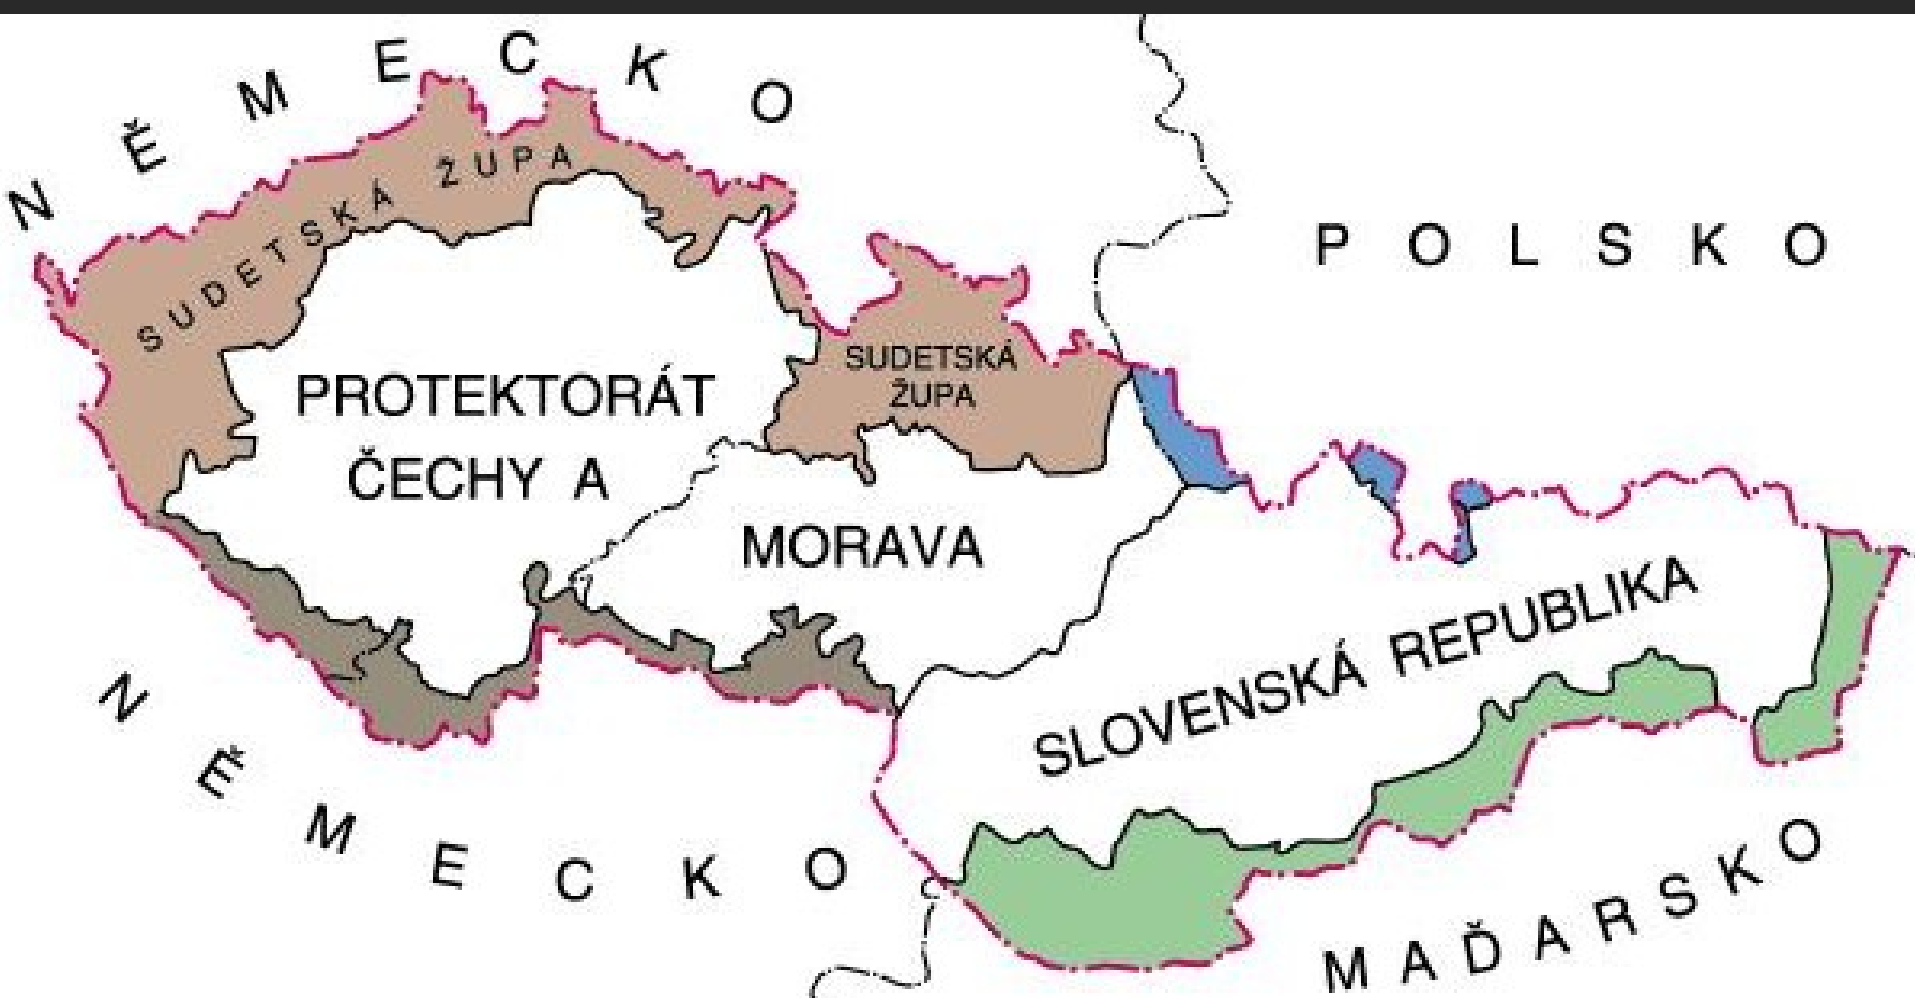 NĚMECKO
SUDETSKÁ ŽUPA
POLSKO
SUDETSKÁ
ŽUPA
PROTEKTORÁT
ČECHY A
MORAVA
SLOVENSKÁ REPUBLIKA
NĚMECKO
MAĎARSKO